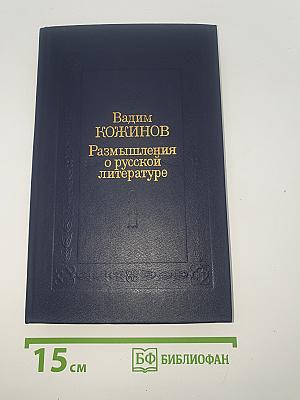 Вадим
КОЖИНОВ
Размышления
о русской
литературе
15 см
БФ БИБЛИОФАН